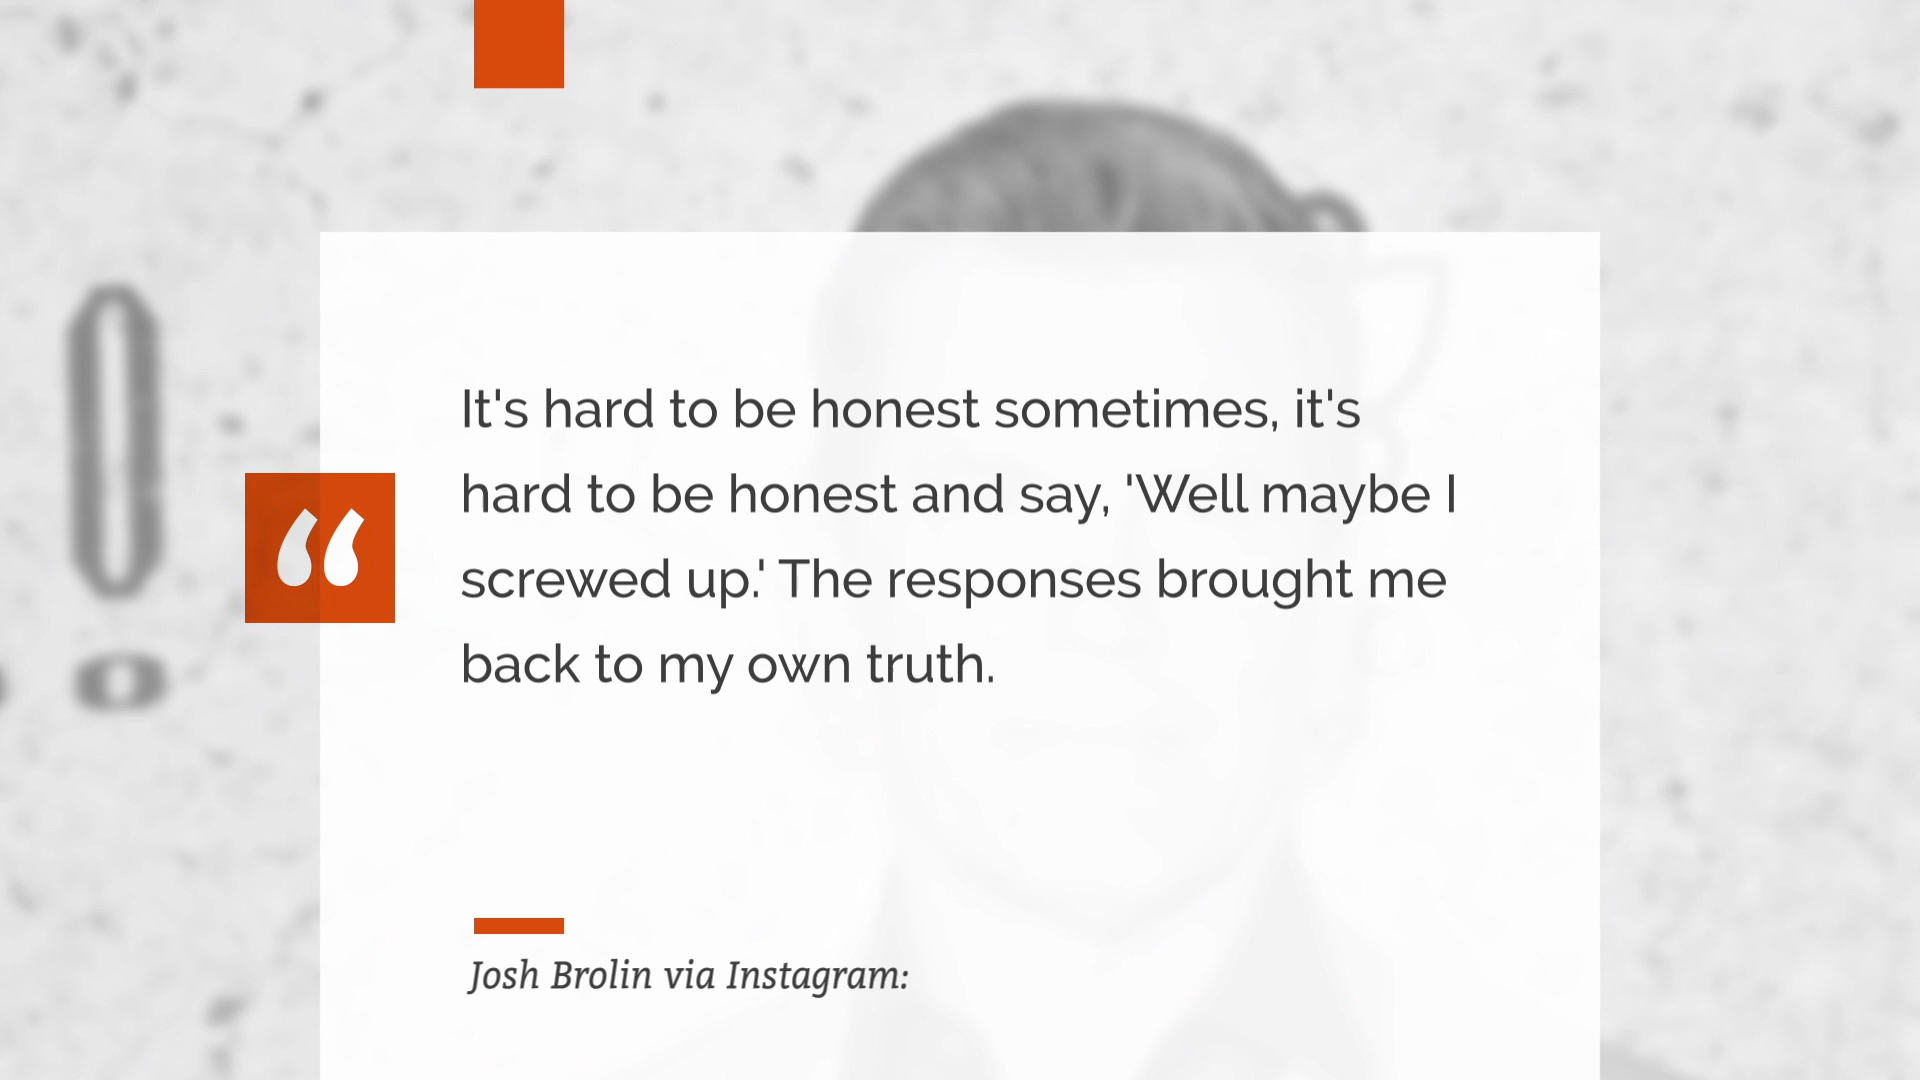 It's hard to be honest sometimes, it's
hard to be honest and say, 'Well maybe I
screwed up.' The responses brought me
back to my own truth.
Josh Brolin via Instagram: